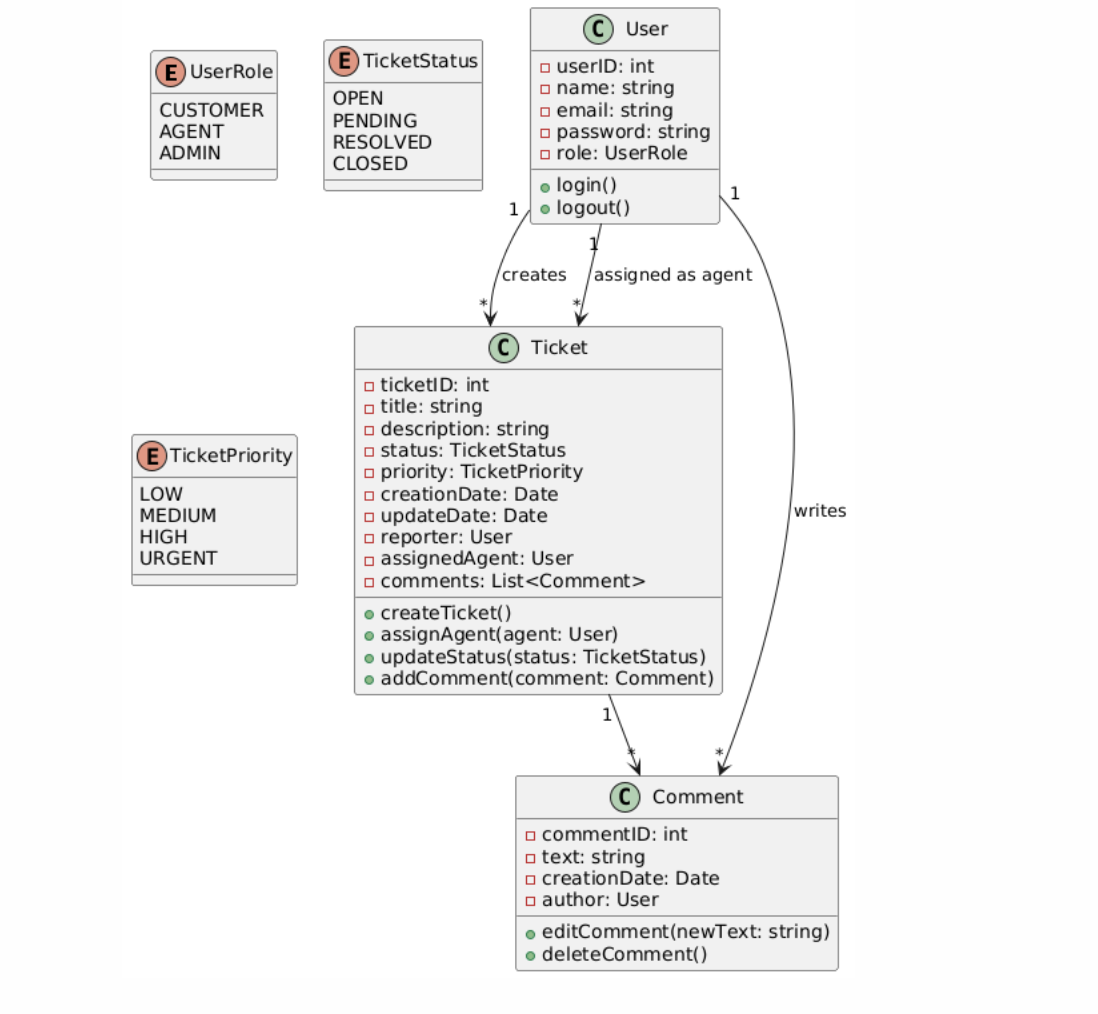 E UserRole
CUSTOMER
AGENT
ADMIN
E TicketStatus
OPEN
PENDING
RESOLVED
CLOSED
C User
userID: int
name: string
email: string
password: string
role: UserRole
login()
logout()
1
1
1
creates
assigned as agent
*
*
C Ticket
ticketID: int
title: string
description: string
status: TicketStatus
priority: TicketPriority
creationDate: Date
updateDate: Date
reporter: User
assignedAgent: User
comments: List<Comment>
createTicket()
assignAgent(agent: User)
updateStatus(status: TicketStatus)
addComment(comment: Comment)
E TicketPriority
LOW
MEDIUM
HIGH
URGENT
writes
1
*
*
C Comment
commentID: int
text: string
creationDate: Date
author: User
editComment(newText: string)
deleteComment()